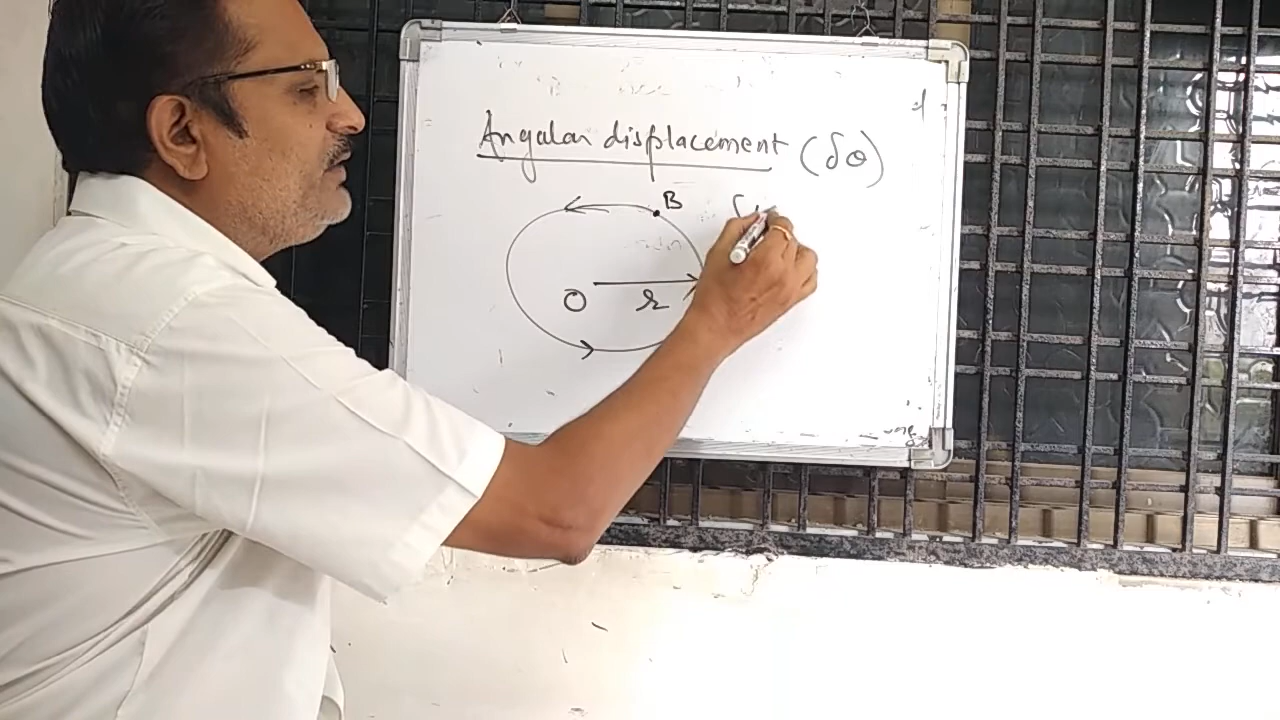 Angular displacement (δθ)
B
O r